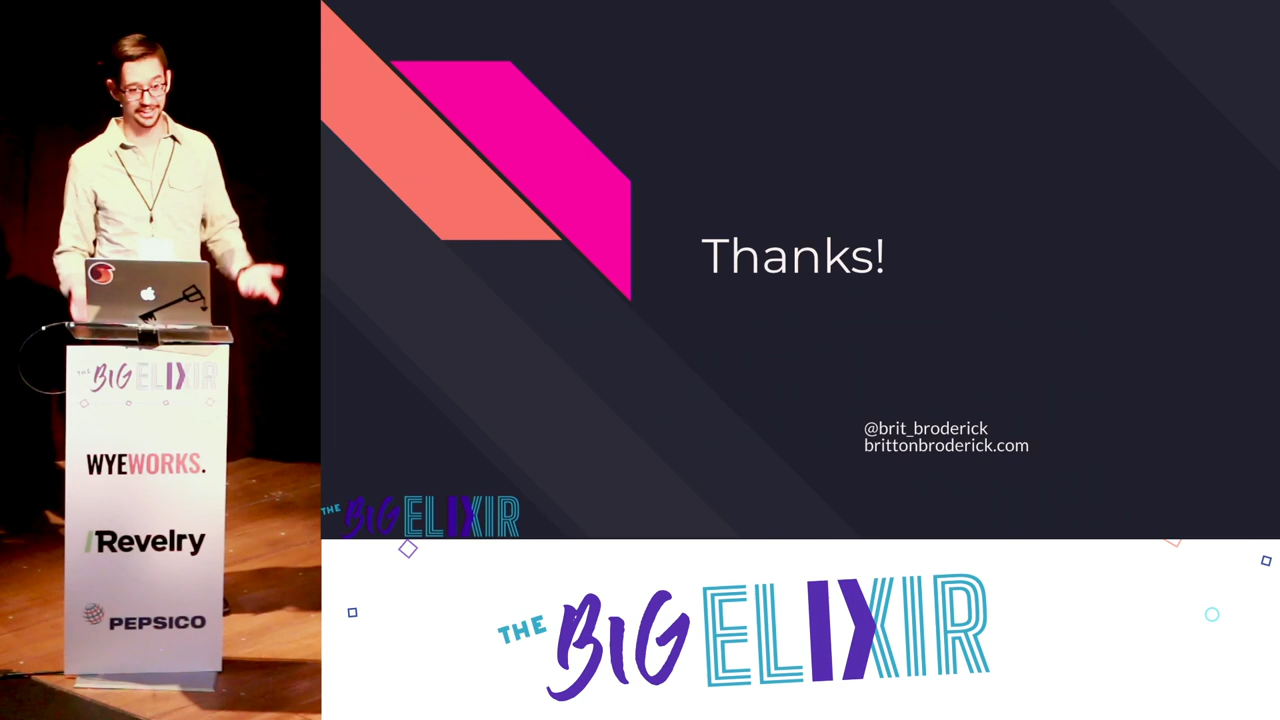 Thanks!
@brit_broderick
brittonbroderick.com
THE BIG ELIXIR
THE BIG ELIXIR
THE BIG ELIXIR
WYEWORKS.
/Revelry
PEPSICO